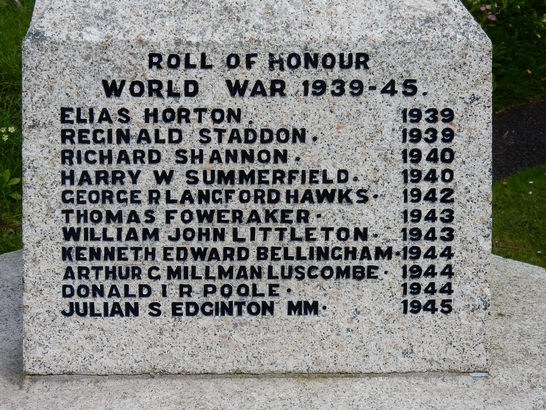 ROLL OF HONOUR
WORLD WAR 1939-45.
ELIAS HORTON. 1939
REGINALD STADDON. 1939
RICHARD SHANNON. 1940
HARRY W SUMMERFIELD. 1940
GEORGE R LANGFORD HAWKS. 1942
THOMAS FOWERAKER. 1943
WILLIAM JOHN LITTLETON. 1943
KENNETH EDWARD BELLINGHAM. 1944
ARTHUR C MILLMAN LUSCOMBE. 1944
DONALD I R POOLE. 1944
JULIAN S EDGINTON MM. 1945